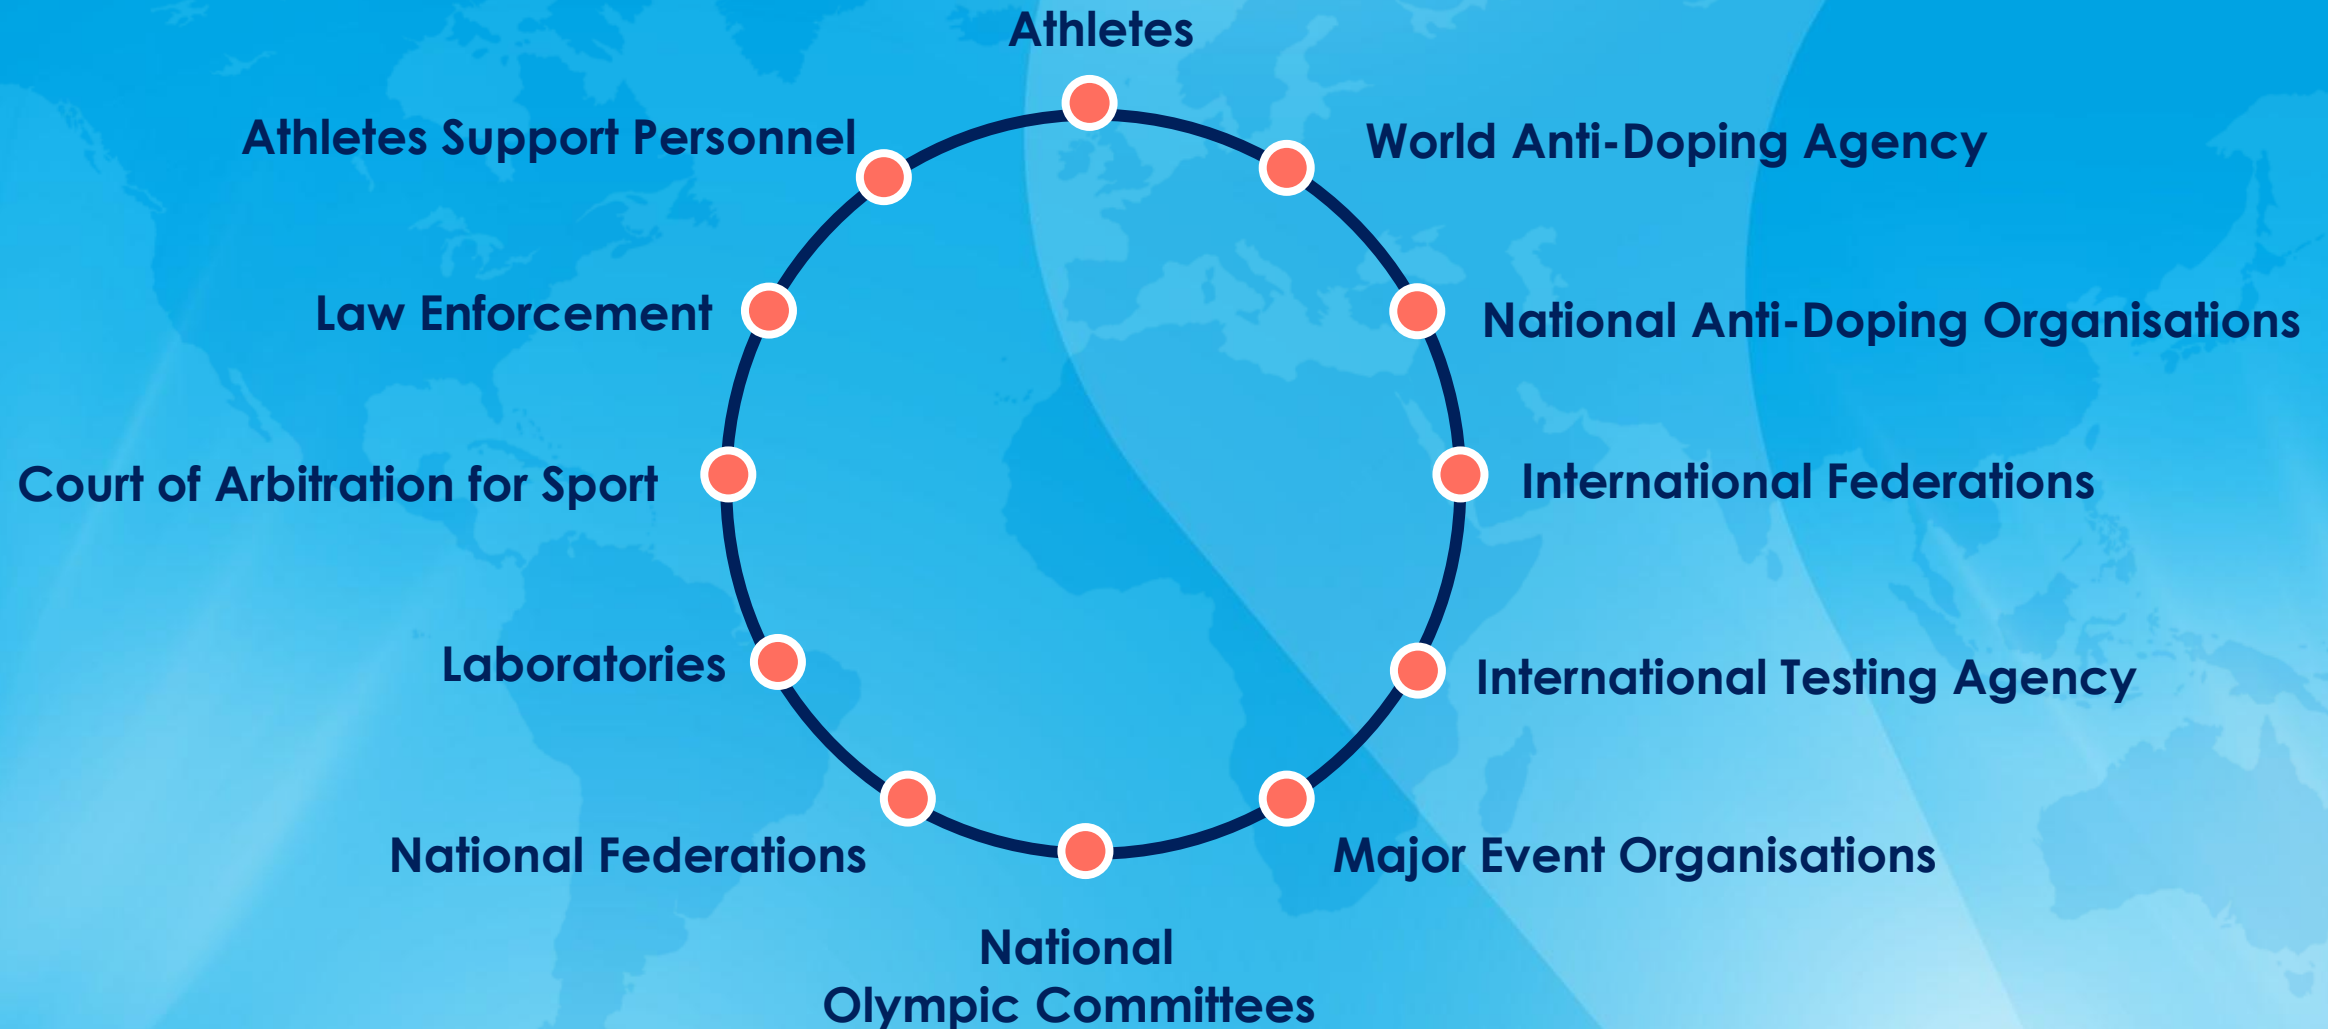 Athletes
Athletes Support Personnel
World Anti-Doping Agency
Law Enforcement
National Anti-Doping Organisations
Court of Arbitration for Sport
International Federations
Laboratories
International Testing Agency
National Federations
Major Event Organisations
National
Olympic Committees